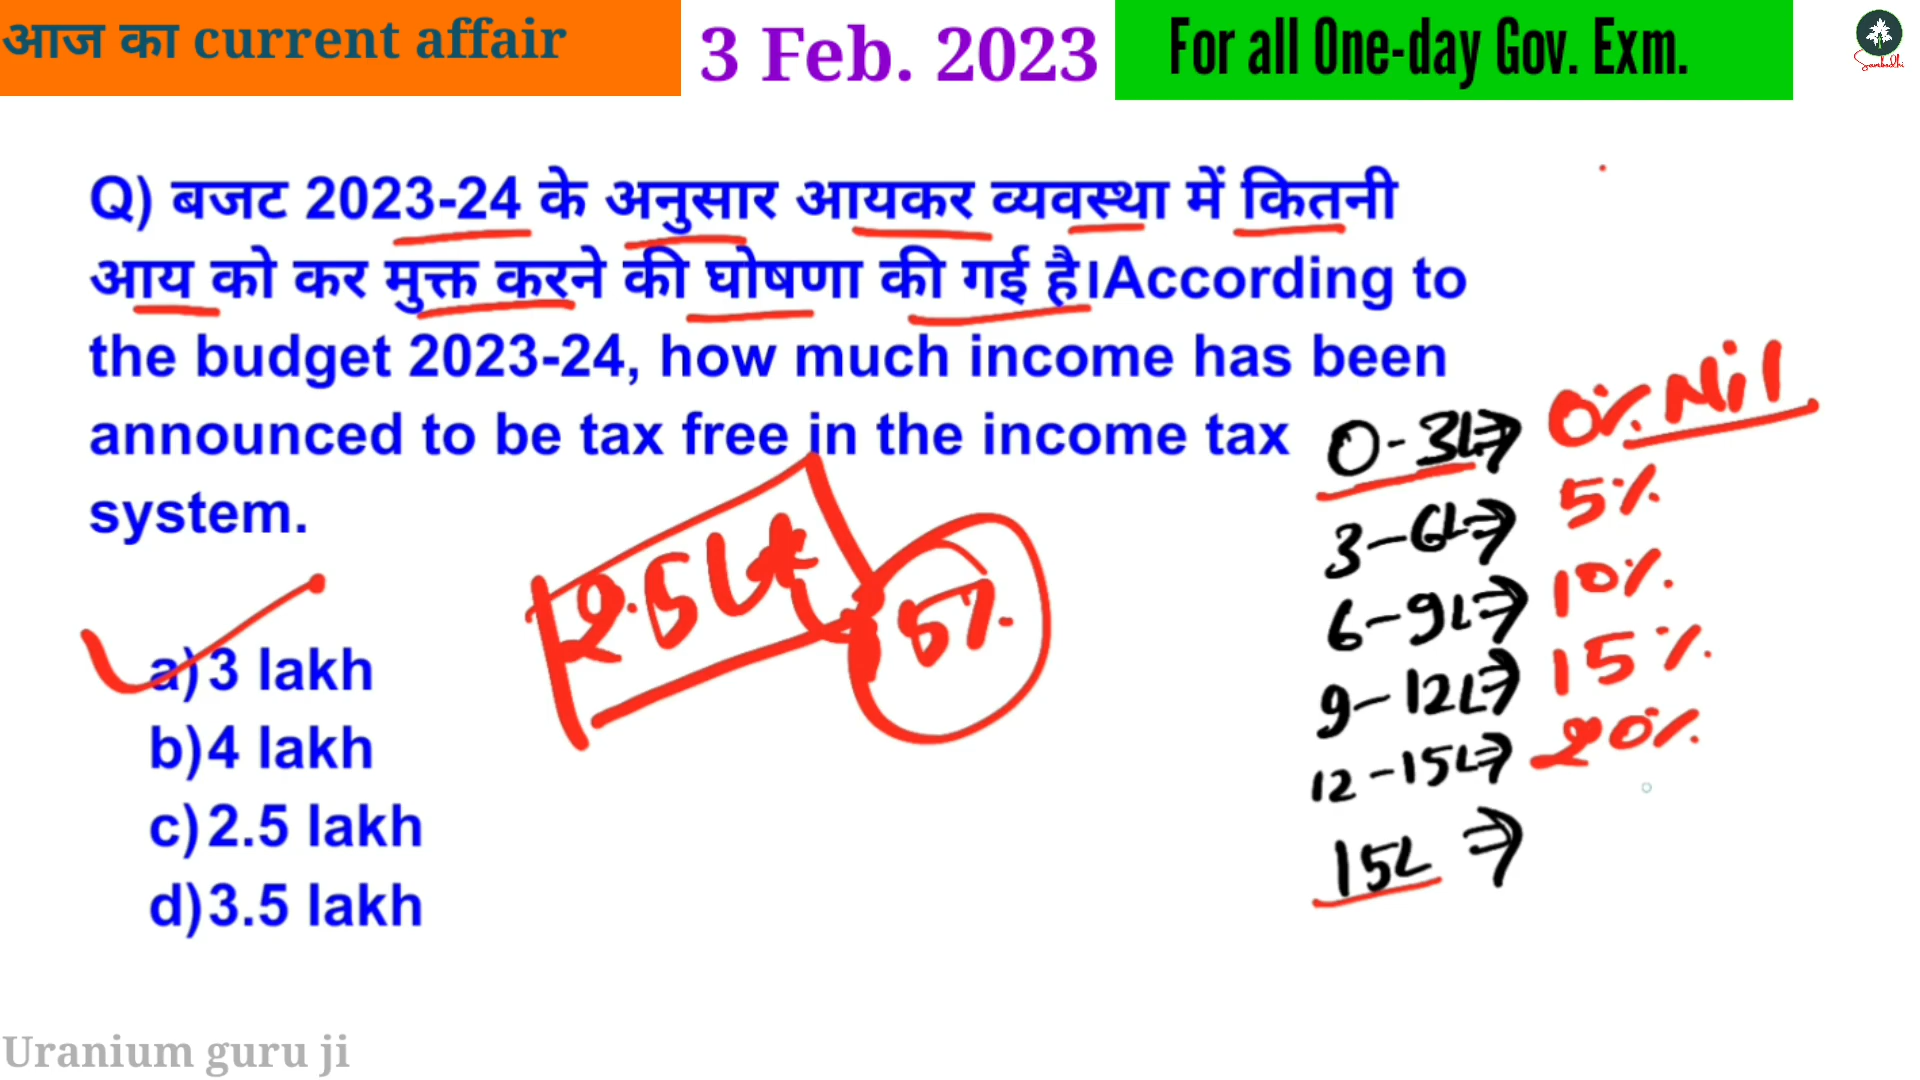 आज का current affair
3 Feb. 2023
For all One-day Gov. Exm.
Sambodhi
Q) बजट 2023-24 के अनुसार आयकर व्यवस्था में कितनी
आय को कर मुक्त करने की घोषणा की गई है।According to
the budget 2023-24, how much income has been
announced to be tax free in the income tax
system.
a)3 lakh
b)4 lakh
c)2.5 lakh
d)3.5 lakh
5%
0-3L⇒ 0% Nil
3-6L⇒ 5%
6-9L⇒ 10%
9-12L⇒ 15%
12-15L⇒ 20%
15L ⇒
Uranium guru ji